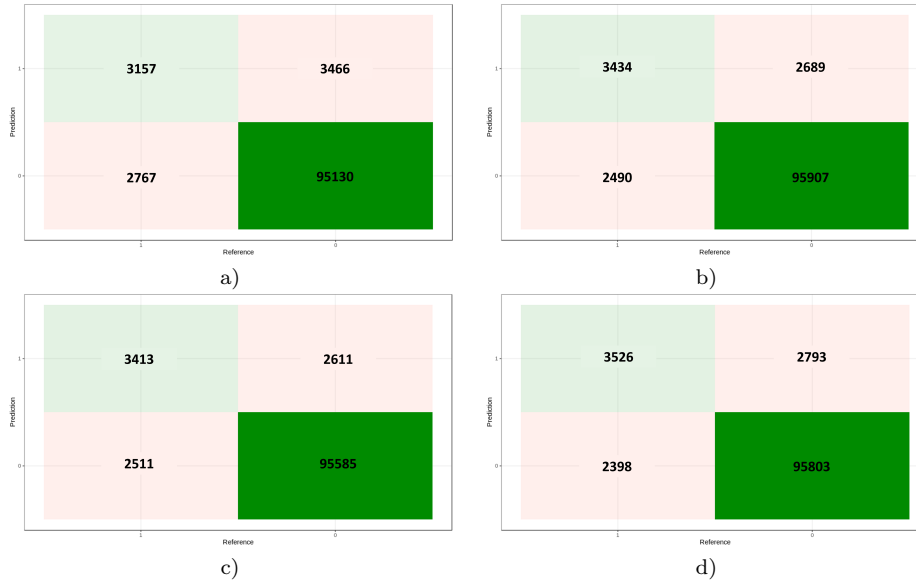 1 3157 3466
0 2767 95130
1 0
Prediction
Reference
a)
1 3434 2689
0 2490 95907
1 0
Prediction
Reference
b)
1 3413 2611
0 2511 95585
1 0
Prediction
Reference
c)
1 3526 2793
0 2398 95803
1 0
Prediction
Reference
d)